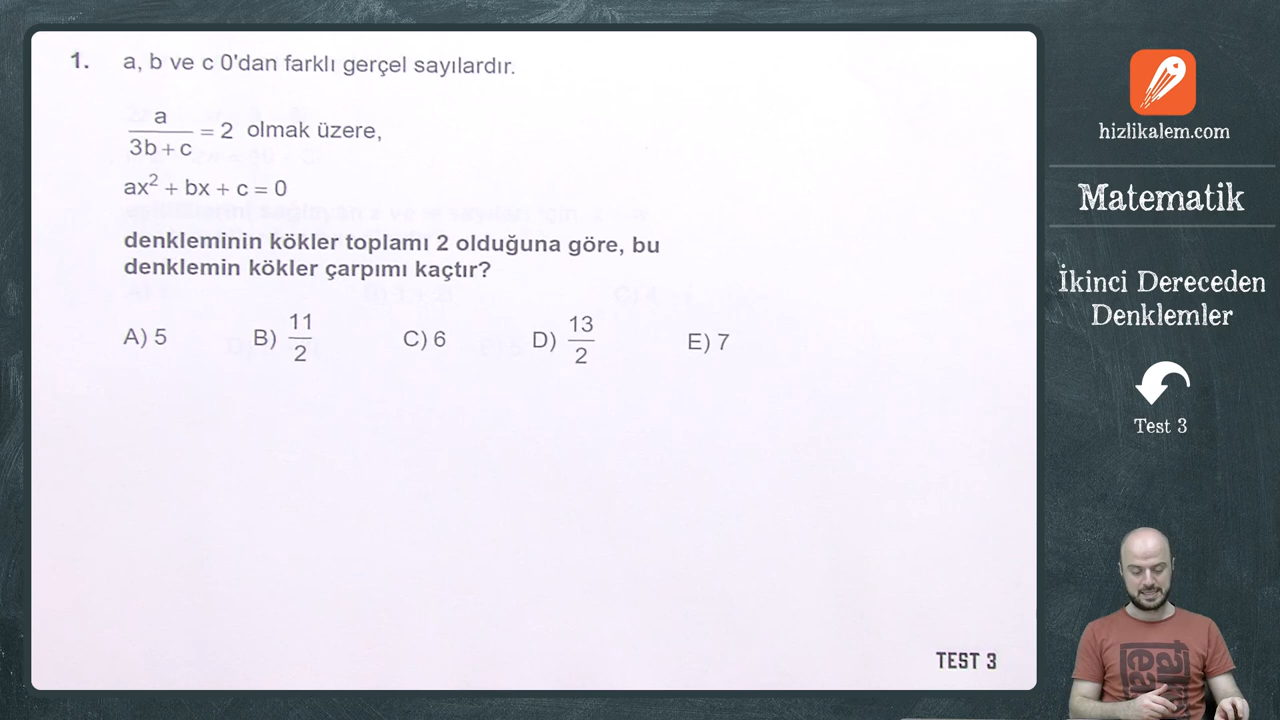 1. a, b ve c 0'dan farklı gerçel sayılardır.
a
3b + c
= 2 olmak üzere,
ax² + bx + c = 0
denkleminin kökler toplamı 2 olduğuna göre, bu
denklemin kökler çarpımı kaçtır?
A) 5 B) 11/2 C) 6 D) 13/2 E) 7
TEST 3
hizlikalem.com
Matematik
İkinci Dereceden
Denklemler
Test 3